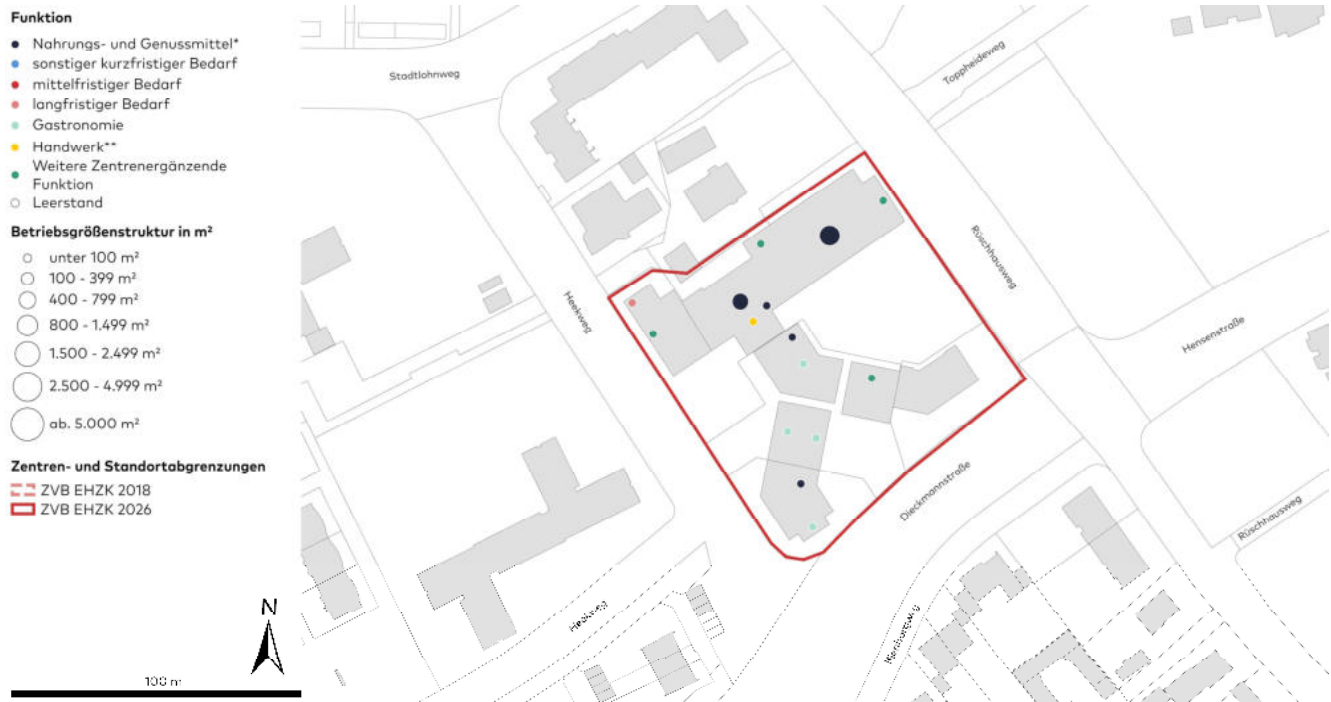 Funktion
Nahrungs- und Genussmittel*
sonstiger kurzfristiger Bedarf
mittelfristiger Bedarf
langfristiger Bedarf
Gastronomie
Handwerk**
Weitere Zentrenergänzende
Funktion
Leerstand
Betriebsgrößenstruktur in m²
unter 100 m²
100 - 399 m²
400 - 799 m²
800 - 1.499 m²
1.500 - 2.499 m²
2.500 - 4.999 m²
ab. 5.000 m²
Zentren- und Standortabgrenzungen
ZVB EHZK 2018
ZVB EHZK 2026
N
100 m
Stadtlohnweg
Toppheideweg
Rüschhausweg
Heekweg
Hensenstraße
Dieckmannstraße
Rüschhausweg
Heekweg